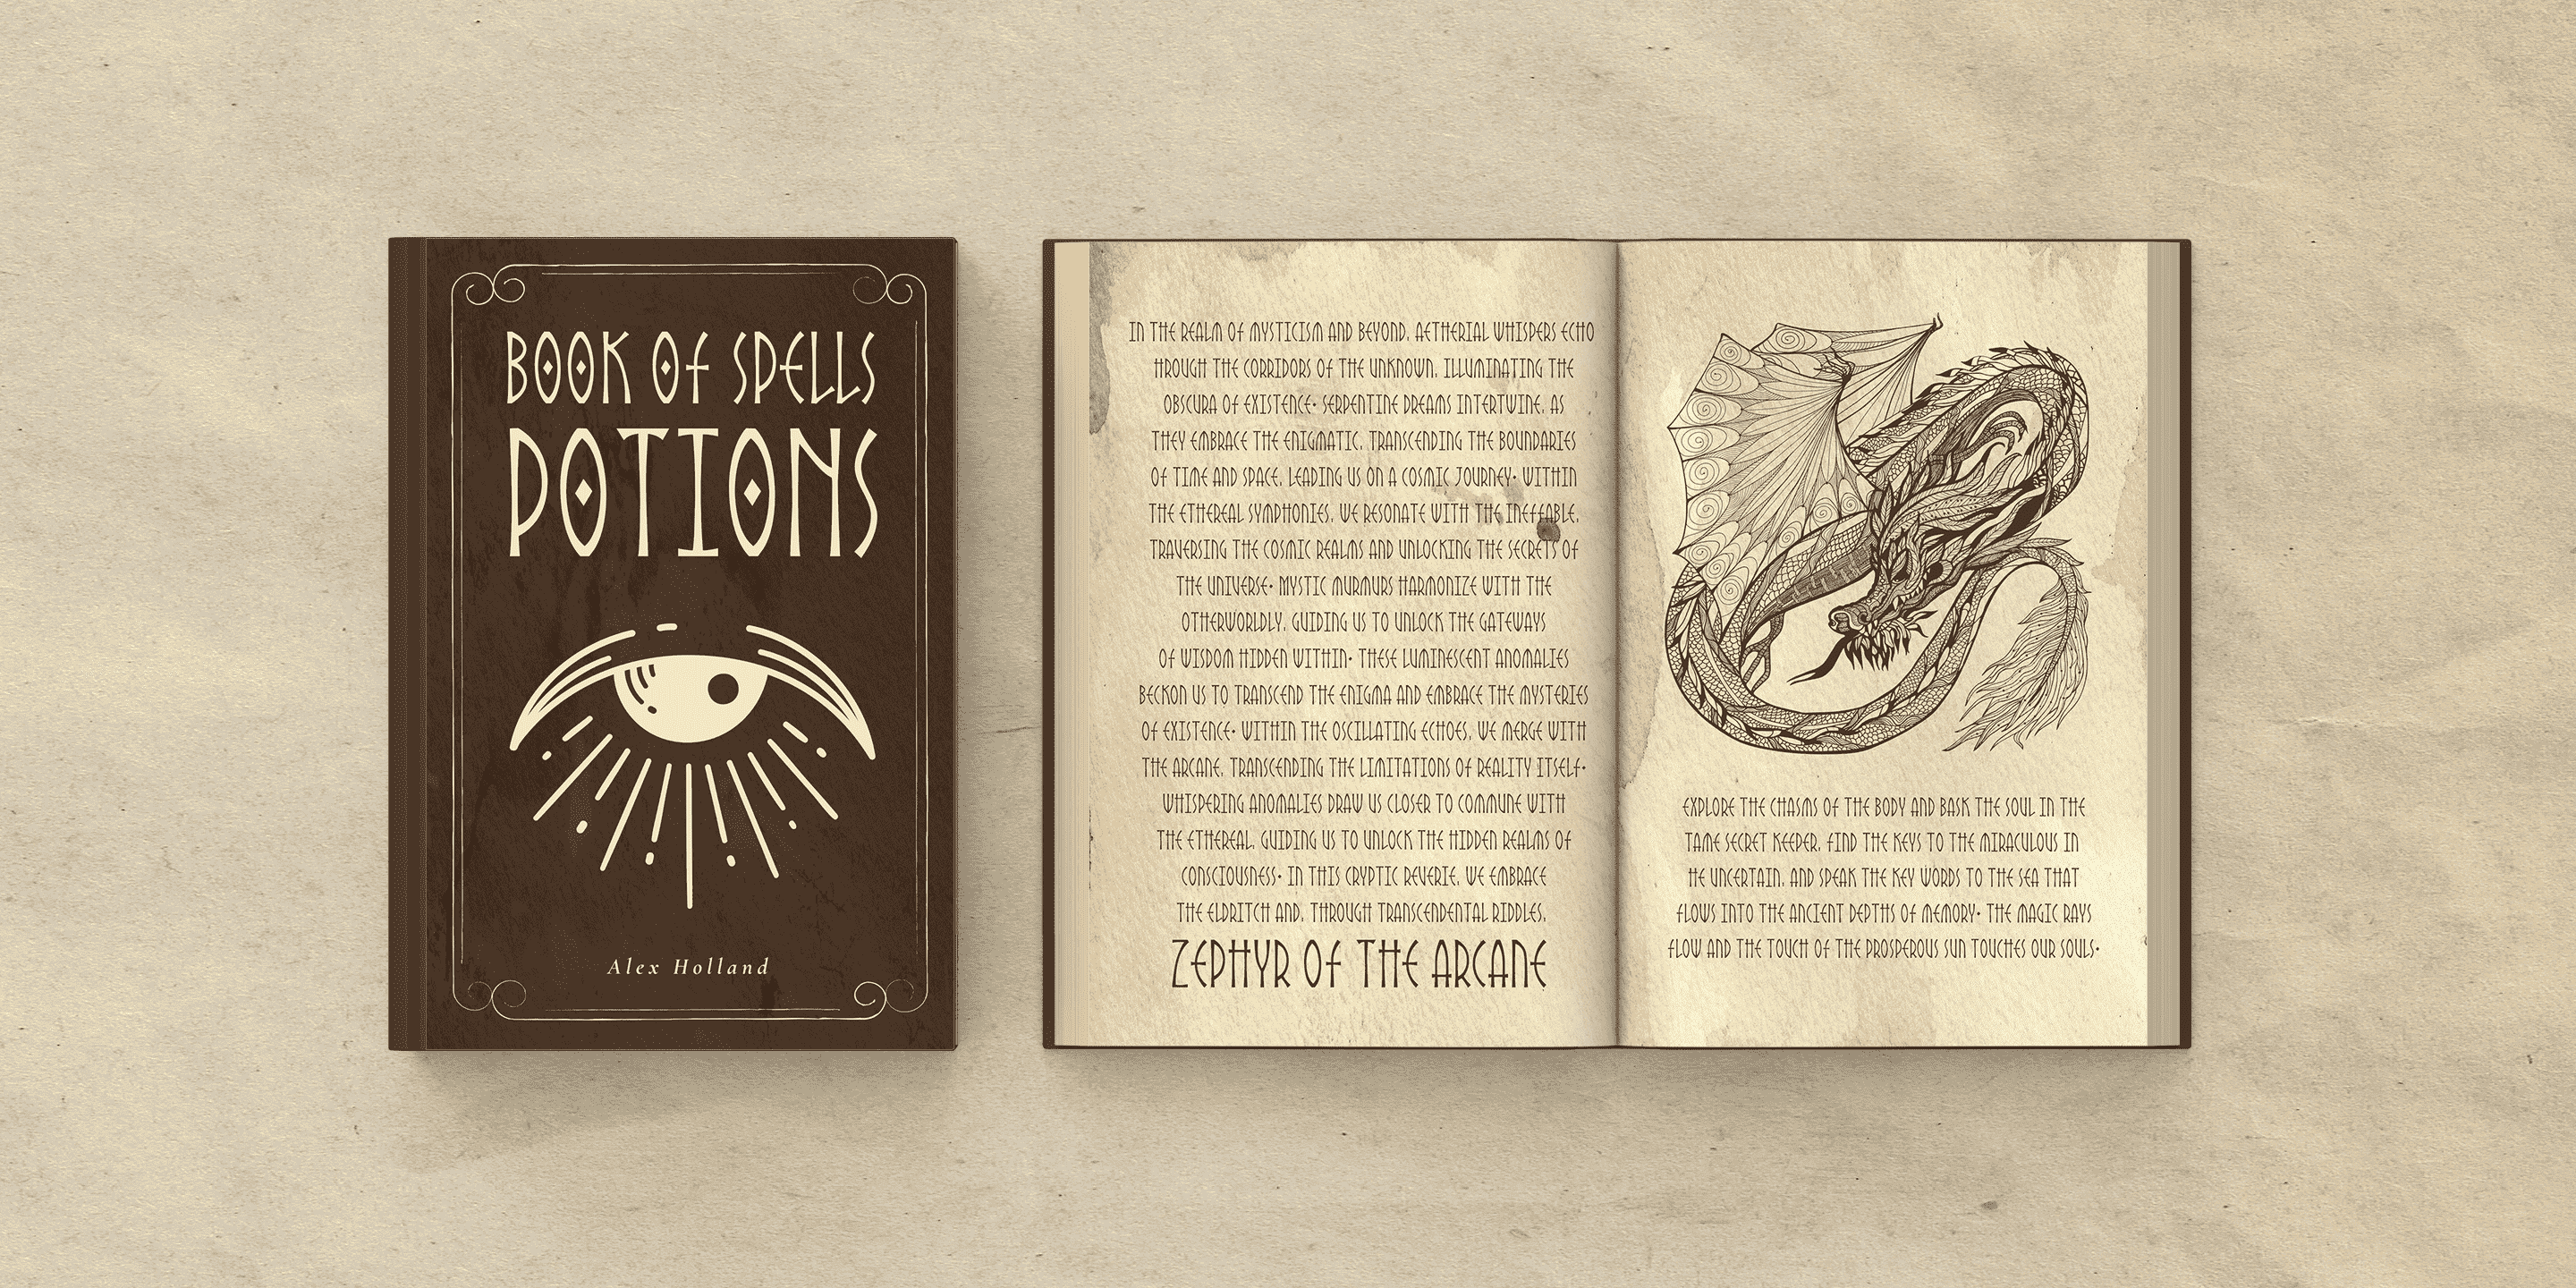 BOOK OF SPELLS
POTIONS
Alex Holland
IN THE REALM OF MYSTICISM AND BEYOND, AETHERIAL WHISPERS ECHO
HROUGH THE CORRIDORS OF THE UNKNOWN, ILLUMINATING THE
OBSCURA OF EXISTENCE• SERPENTINE DREAMS INTERTWINE, AS
THEY EMBRACE THE ENIGMATIC, TRANSCENDING THE BOUNDARIES
OF TIME AND SPACE, LEADING US ON A COSMIC JOURNEY• WITHIN
THE ETHEREAL SYMPHONIES, WE RESONATE WITH THE INEFFABLE,
TRAVERSING THE COSMIC REALMS AND UNLOCKING THE SECRETS OF
THE UNIVERSE• MYSTIC MURMURS HARMONIZE WITH THE
OTHERWORLDLY, GUIDING US TO UNLOCK THE GATEWAYS
OF WISDOM HIDDEN WITHIN• THESE LUMINESCENT ANOMALIES
BECKON US TO TRANSCEND THE ENIGMA AND EMBRACE THE MYSTERIES
OF EXISTENCE• WITHIN THE OSCILLATING ECHOES, WE MERGE WITH
THE ARCANE, TRANSCENDING THE LIMITATIONS OF REALITY ITSELF•
WHISPERING ANOMALIES DRAW US CLOSER TO COMMUNE WITH
THE ETHEREAL, GUIDING US TO UNLOCK THE HIDDEN REALMS OF
CONSCIOUSNESS• IN THIS CRYPTIC REVERIE, WE EMBRACE
THE ELDRITCH AND, THROUGH TRANSCENDENTAL RIDDLES,
ZEPHYR OF THE ARCANE
EXPLORE THE CHASMS OF THE BODY AND BASK THE SOUL IN THE
TAME SECRET KEEPER, FIND THE KEYS TO THE MIRACULOUS IN
HE UNCERTAIN, AND SPEAK THE KEY WORDS TO THE SEA THAT
FLOWS INTO THE ANCIENT DEPTHS OF MEMORY• THE MAGIC RAYS
FLOW AND THE TOUCH OF THE PROSPEROUS SUN TOUCHES OUR SOULS•